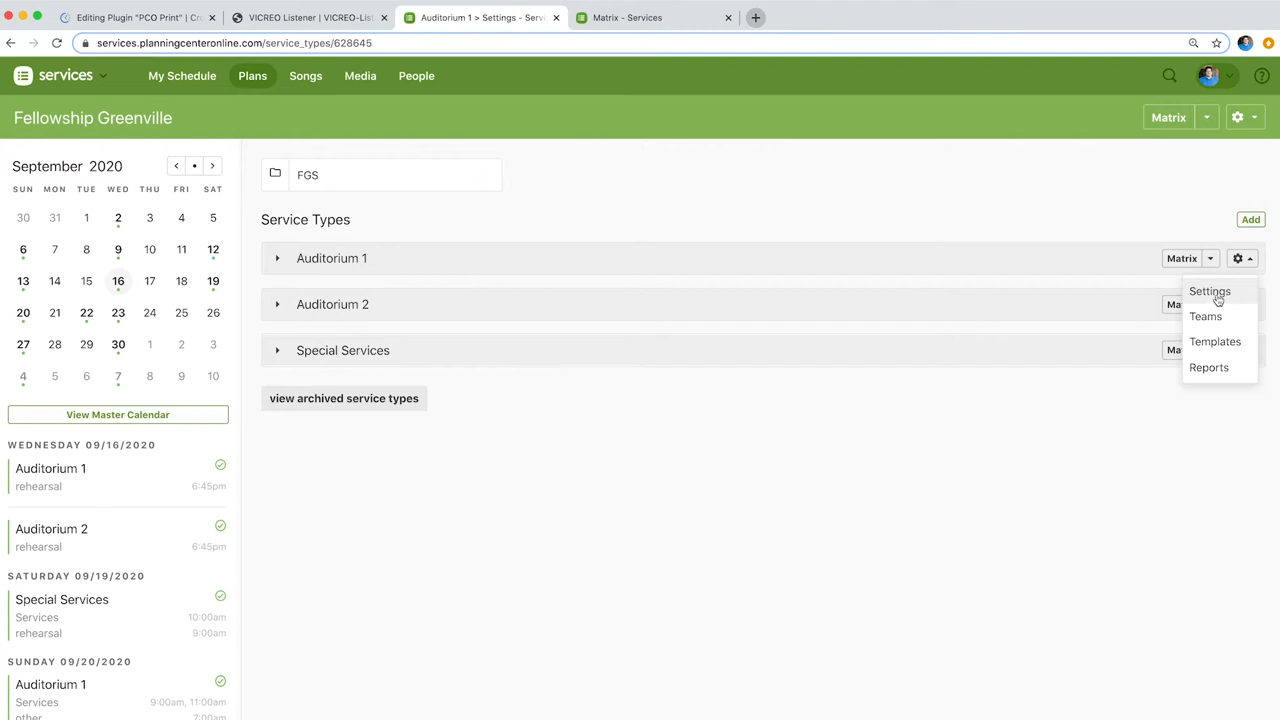 Editing Plugin "PCO Print" | Cr
VICREO Listener | VICREO-List
Auditorium 1 > Settings - Servi
Matrix - Services
services.planningcenteronline.com/service_types/628645
services
My Schedule
Plans
Songs
Media
People
Fellowship Greenville
Matrix
September 2020
SUN MON TUE WED THU FRI SAT
30 31 1 2 3 4 5
6 7 8 9 10 11 12
13 14 15 16 17 18 19
20 21 22 23 24 25 26
27 28 29 30 1 2 3
4 5 6 7 8 9 10
View Master Calendar
WEDNESDAY 09/16/2020
Auditorium 1
rehearsal 6:45pm
Auditorium 2
rehearsal 6:45pm
SATURDAY 09/19/2020
Special Services
Services 10:00am
rehearsal 9:00am
SUNDAY 09/20/2020
Auditorium 1
Services 9:00am, 11:00am
other 7:00am
FGS
Service Types
Add
Auditorium 1
Matrix
Auditorium 2
Ma
Special Services
Ma
Settings
Teams
Templates
Reports
view archived service types